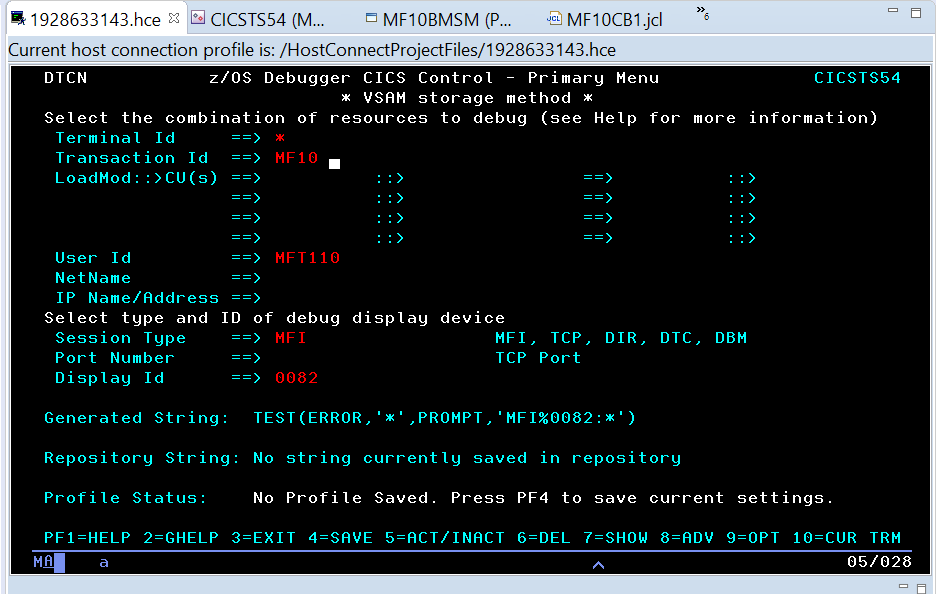 1928633143.hce CICSTS54 (M... MF10BMSM (P... MF10CB1.jcl »6
Current host connection profile is: /HostConnectProjectFiles/1928633143.hce
DTCN z/OS Debugger CICS Control - Primary Menu CICSTS54
* VSAM storage method *
Select the combination of resources to debug (see Help for more information)
Terminal Id ==> *
Transaction Id ==> MF10
LoadMod::>CU(s) ==> ::> ==> ::>
==> ::> ==> ::>
==> ::> ==> ::>
==> ::> ==> ::>
User Id ==> MFT110
NetName ==>
IP Name/Address ==>
Select type and ID of debug display device
Session Type ==> MFI MFI, TCP, DIR, DTC, DBM
Port Number ==> TCP Port
Display Id ==> 0082
Generated String: TEST(ERROR,'*',PROMPT,'MFI%0082:*')
Repository String: No string currently saved in repository
Profile Status: No Profile Saved. Press PF4 to save current settings.
PF1=HELP 2=GHELP 3=EXIT 4=SAVE 5=ACT/INACT 6=DEL 7=SHOW 8=ADV 9=OPT 10=CUR TRM
MA a ^ 05/028